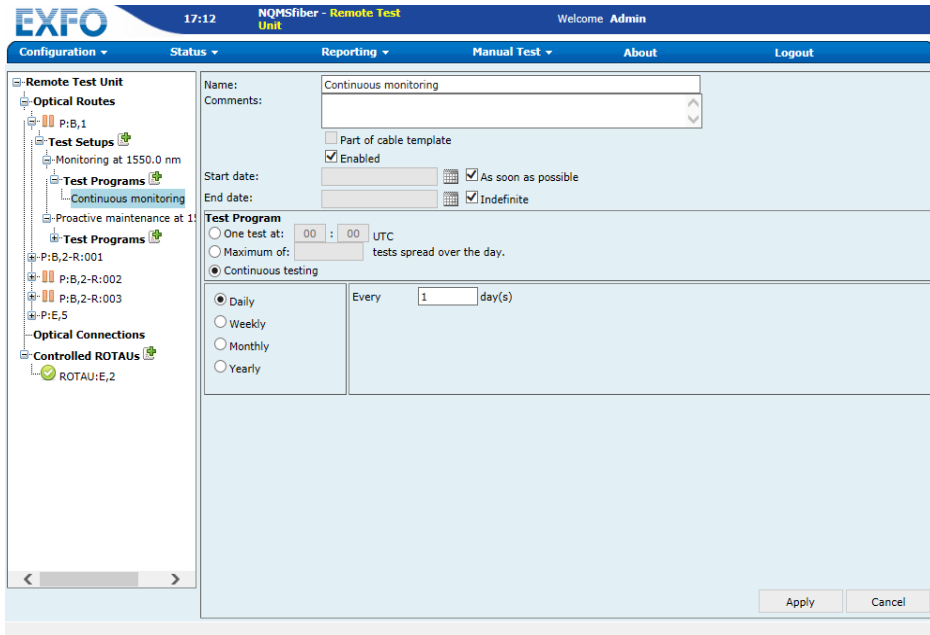 EXFO
17:12
NQMSfiber - Remote Test
Unit
Welcome Admin
Configuration
Status
Reporting
Manual Test
About
Logout
Remote Test Unit
Optical Routes
P:B,1
Test Setups
Monitoring at 1550.0 nm
Test Programs
Continuous monitoring
Proactive maintenance at 1
Test Programs
P:B,2-R:001
P:B,2-R:002
P:B,2-R:003
P:E,5
Optical Connections
Controlled ROTAUs
ROTAU:E,2
Name: Continuous monitoring
Comments:
Part of cable template
Enabled
Start date: As soon as possible
End date: Indefinite
Test Program
One test at: 00 : 00 UTC
Maximum of: tests spread over the day.
Continuous testing
Daily
Weekly
Monthly
Yearly
Every 1 day(s)
Apply
Cancel